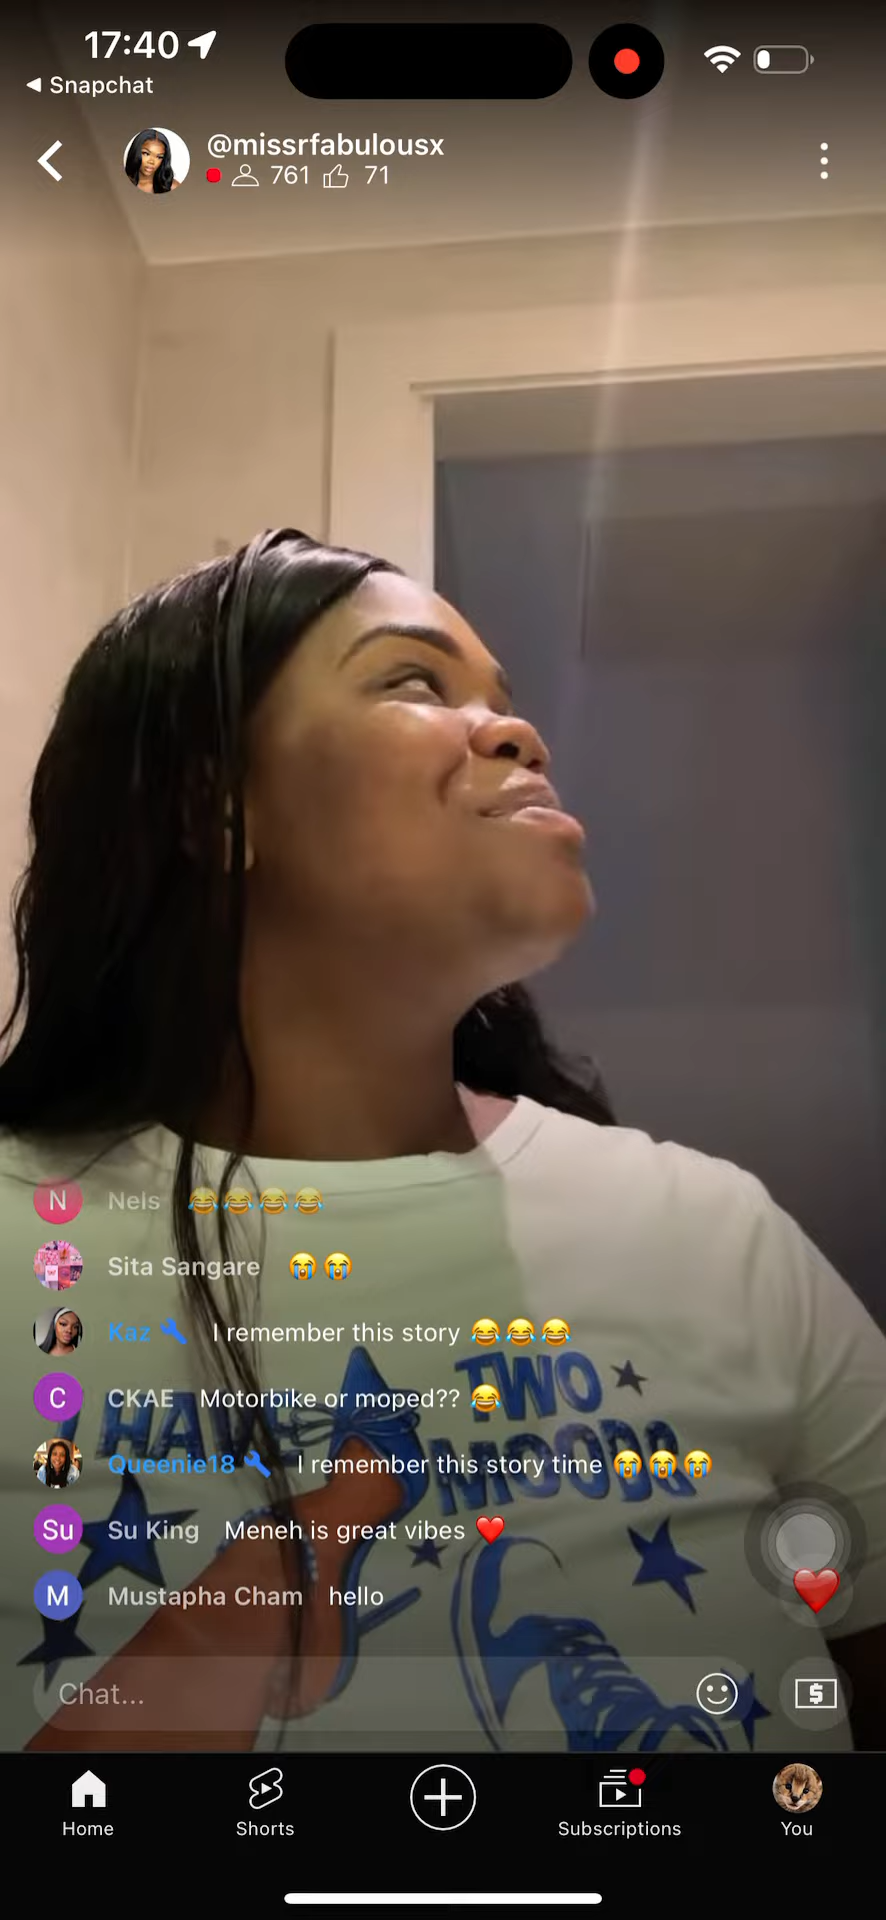 17:40
◀ Snapchat
@missrfabulousx
761 71
Nels 😂😂😂😂
Sita Sangare 😭😭
Kaz I remember this story 😂😂😂
CKAE Motorbike or moped?? 😂
Queenie18 I remember this story time 😭😭😭
Su King Meneh is great vibes ❤️
Mustapha Cham hello
N
C
Su
M
I HAVE TWO
MOODS
Chat...
Home Shorts Subscriptions You